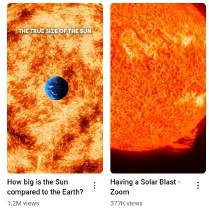 THE TRUE SIZE OF THE SUN
How big is the Sun
compared to the Earth?
1.2M views
Having a Solar Blast -
Zoom
377K views